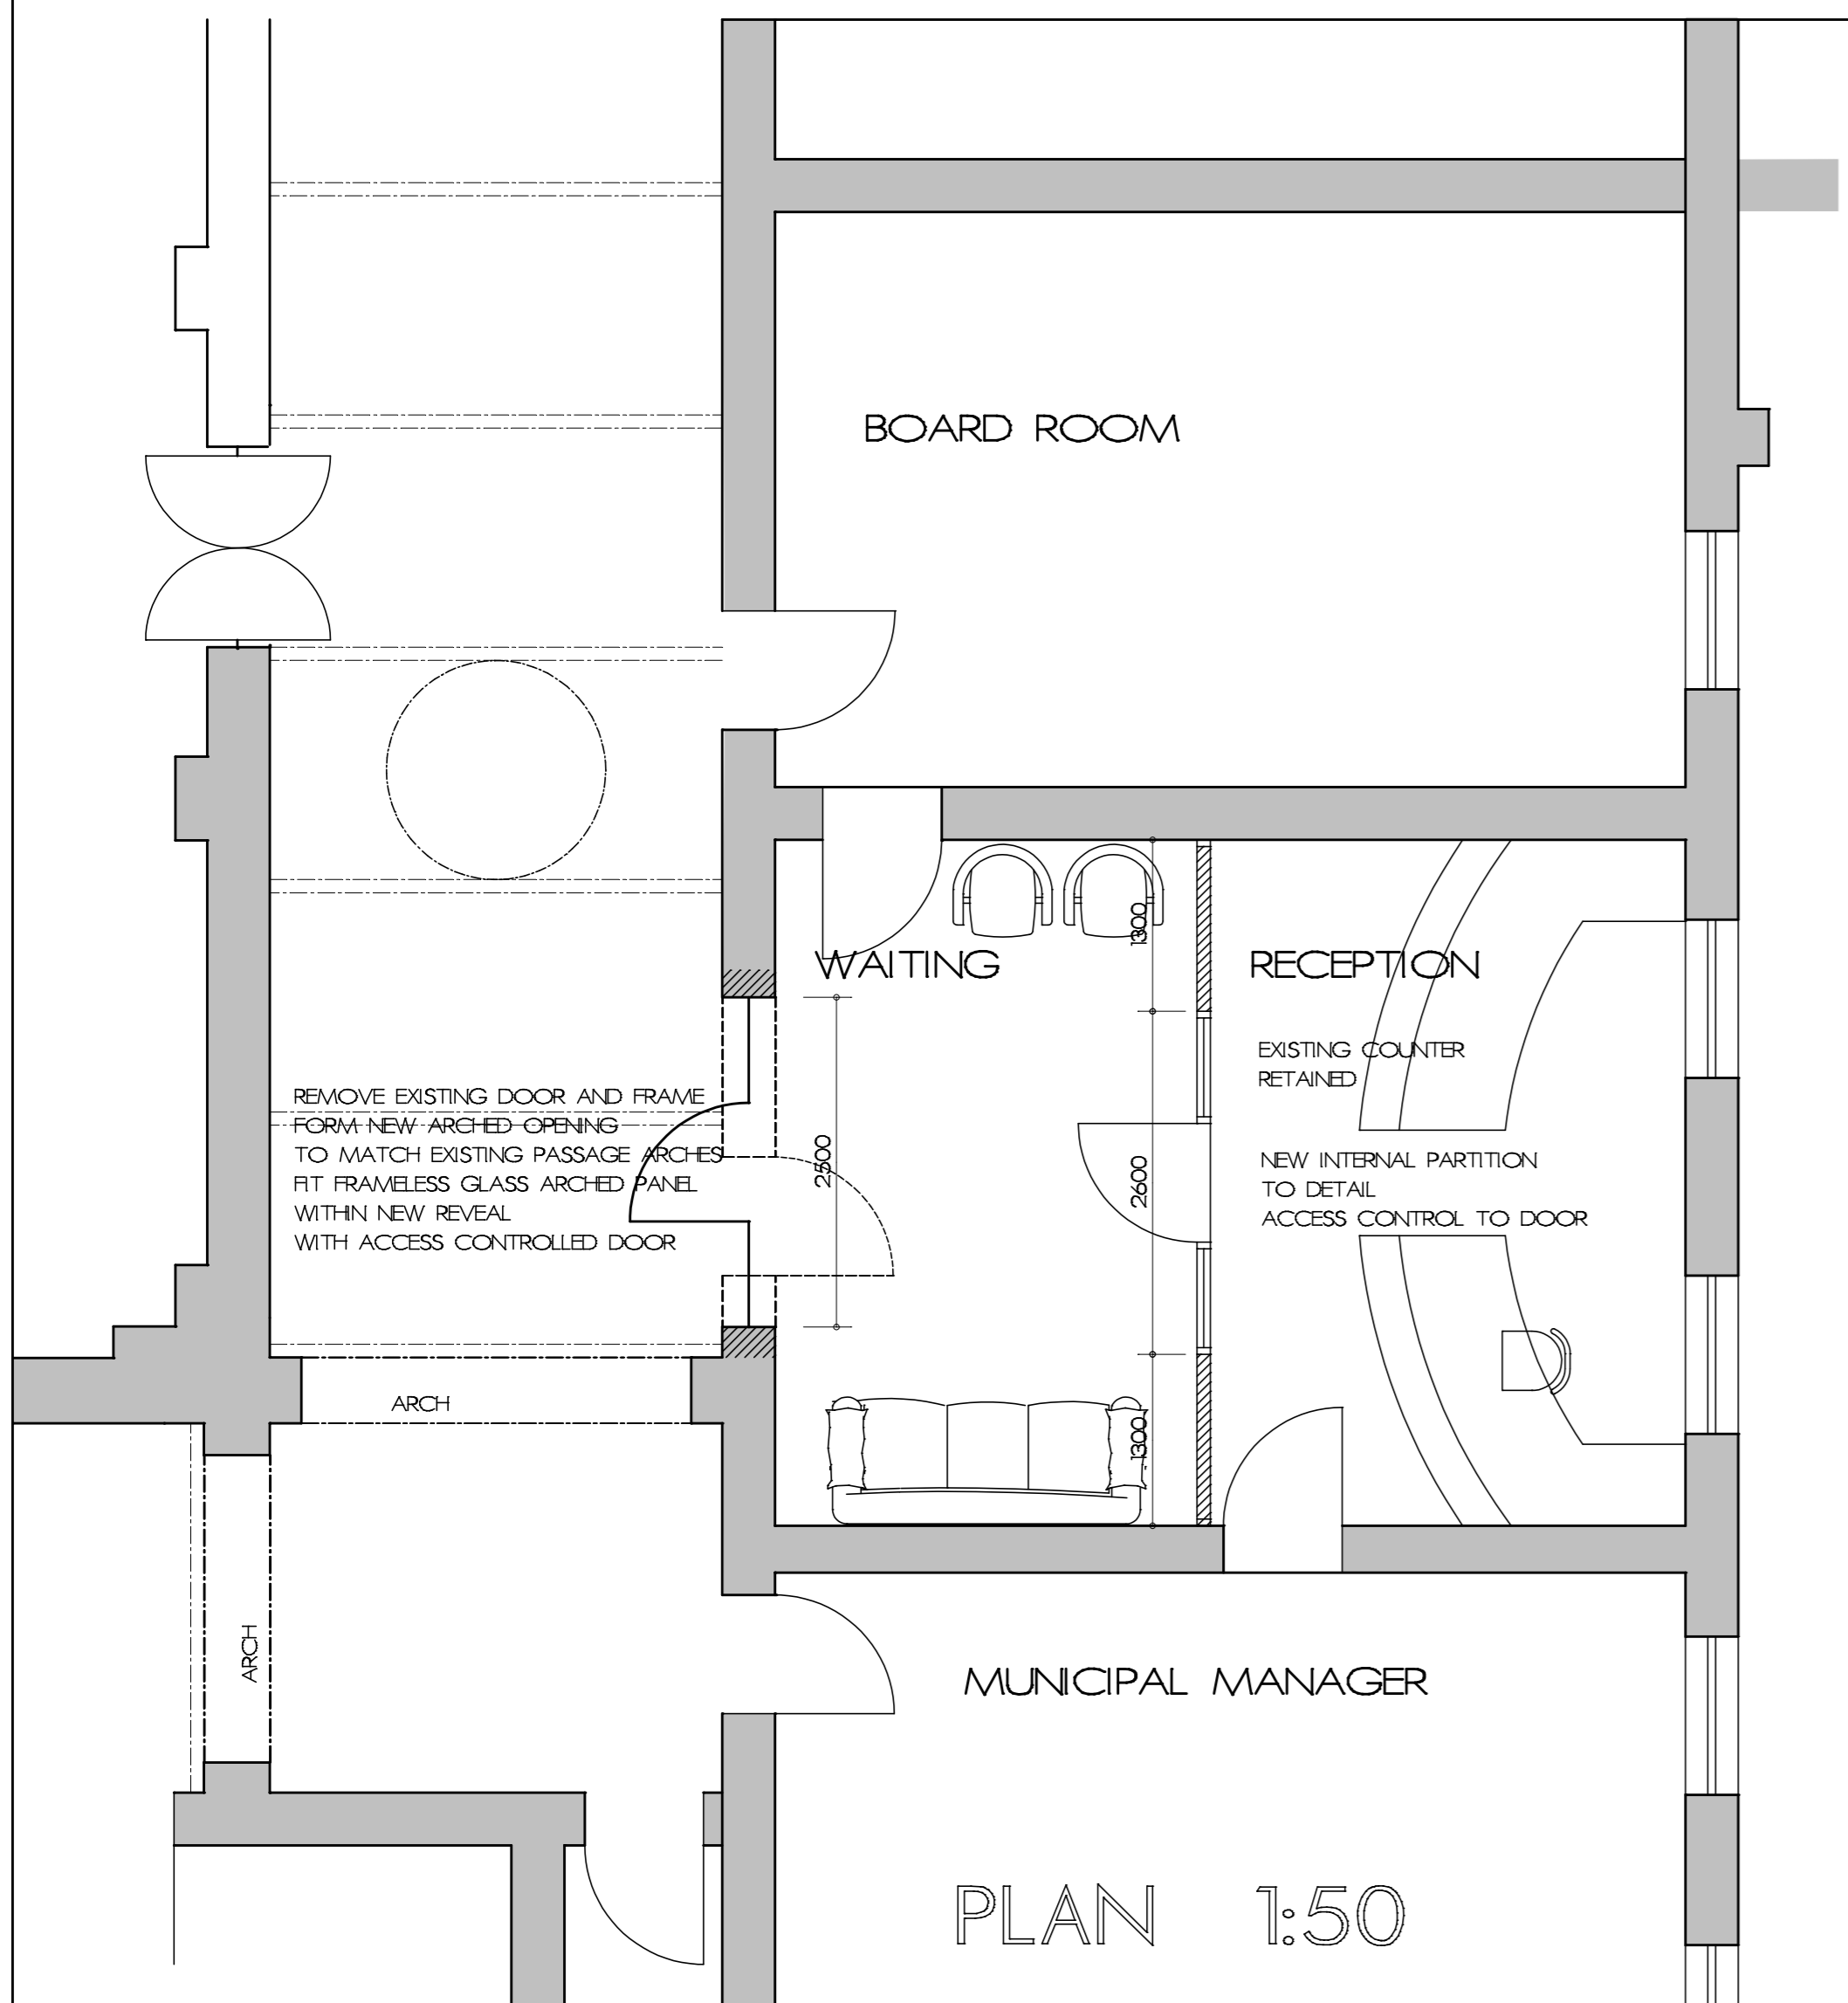 BOARD ROOM
WAITING
RECEPTION
1300
EXISTING COUNTER
RETAINED
REMOVE EXISTING DOOR AND FRAME
FORM NEW ARCHED OPENING
TO MATCH EXISTING PASSAGE ARCHES
FIT FRAMELESS GLASS ARCHED PANEL
WITHIN NEW REVEAL
WITH ACCESS CONTROLLED DOOR
2500
2600
NEW INTERNAL PARTITION
TO DETAIL
ACCESS CONTROL TO DOOR
ARCH
1300
ARCH
MUNICIPAL MANAGER
PLAN 1:50